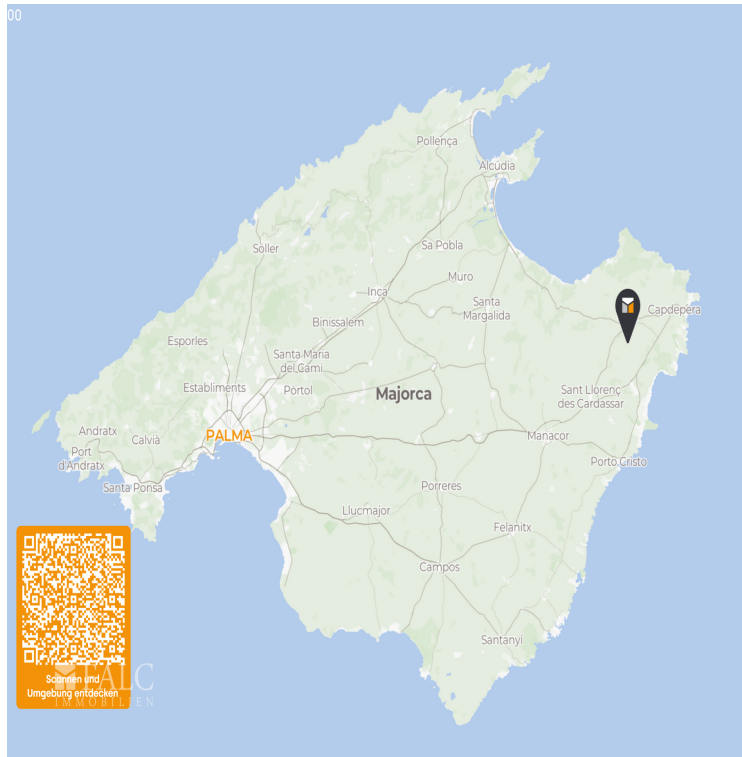 00
Pollença
Alcúdia
Sóller
Sa Pobla
Muro
Inca
Santa
Margalida
Capdepera
Binissalem
Esporles
Santa Maria
del Camí
Establiments
Pòrtol
Majorca
Sant Llorenç
des Cardassar
Andratx
Calvià
PALMA
Manacor
Port
d'Andratx
Porto Cristo
Santa Ponsa
Porreres
Llucmajor
Felanitx
Campos
Santanyí
Scannen und
Umgebung entdecken
FALC
IMMOBILIEN